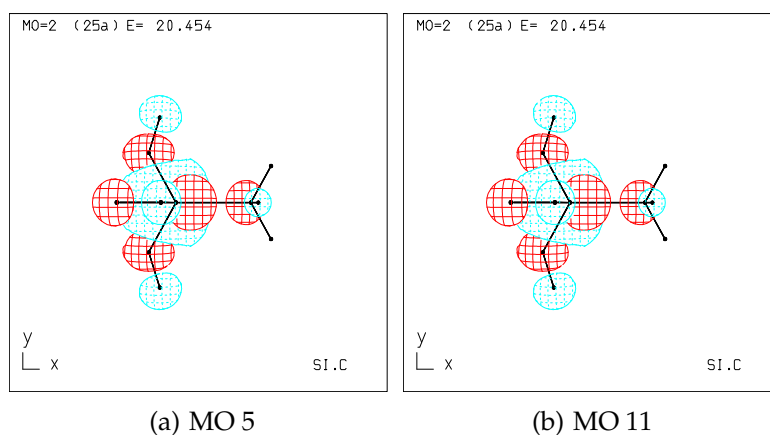 MO=2 (25a) E= 20.454
y
x
SI.C
(a) MO 5
MO=2 (25a) E= 20.454
y
x
SI.C
(b) MO 11